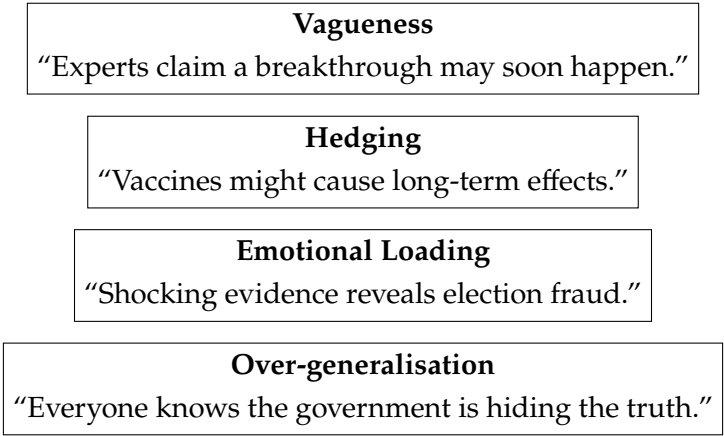 Vagueness
“Experts claim a breakthrough may soon happen.”
Hedging
“Vaccines might cause long-term effects.”
Emotional Loading
“Shocking evidence reveals election fraud.”
Over-generalisation
“Everyone knows the government is hiding the truth.”